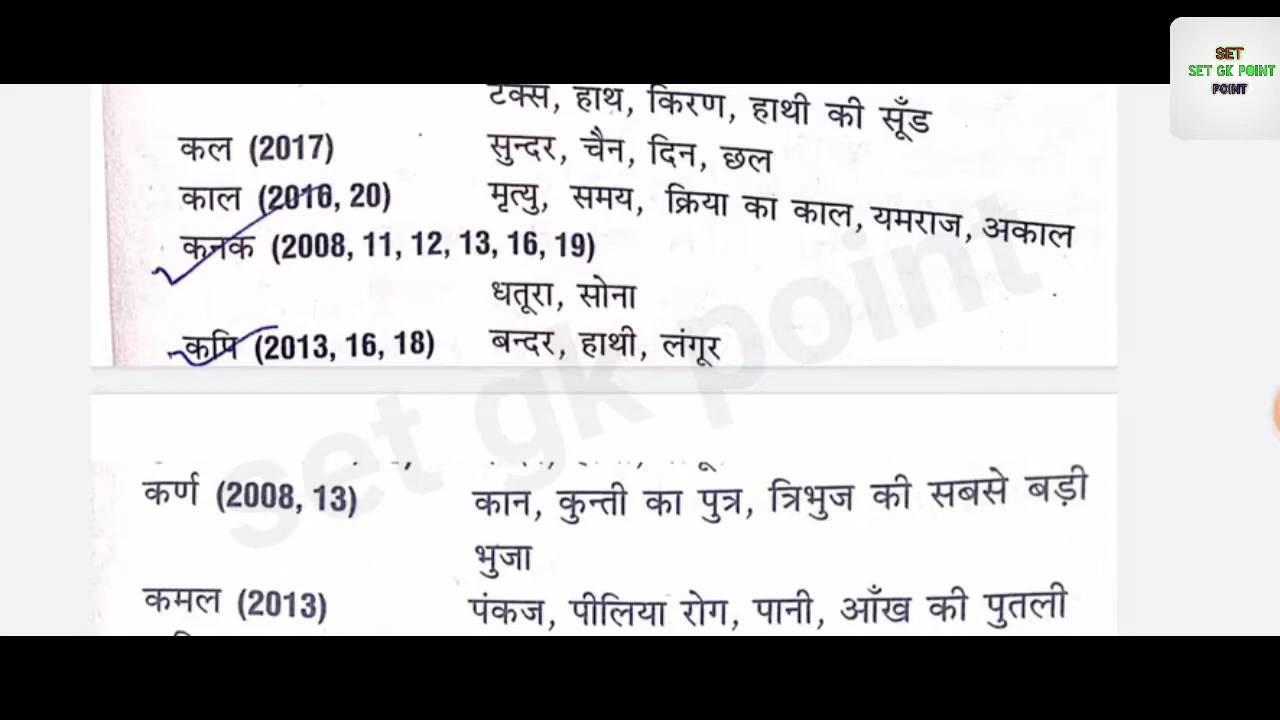 SET
SET GK POINT
POINT
टैक्स, हाथ, किरण, हाथी की सूँड
कल (2017) सुन्दर, चैन, दिन, छल
काल (2016, 20) मृत्यु, समय, क्रिया का काल, यमराज, अकाल
कनक (2008, 11, 12, 13, 16, 19)
धतूरा, सोना
कपि (2013, 16, 18) बन्दर, हाथी, लंगूर
कर्ण (2008, 13) कान, कुन्ती का पुत्र, त्रिभुज की सबसे बड़ी
भुजा
कमल (2013) पंकज, पीलिया रोग, पानी, आँख की पुतली
set gk point